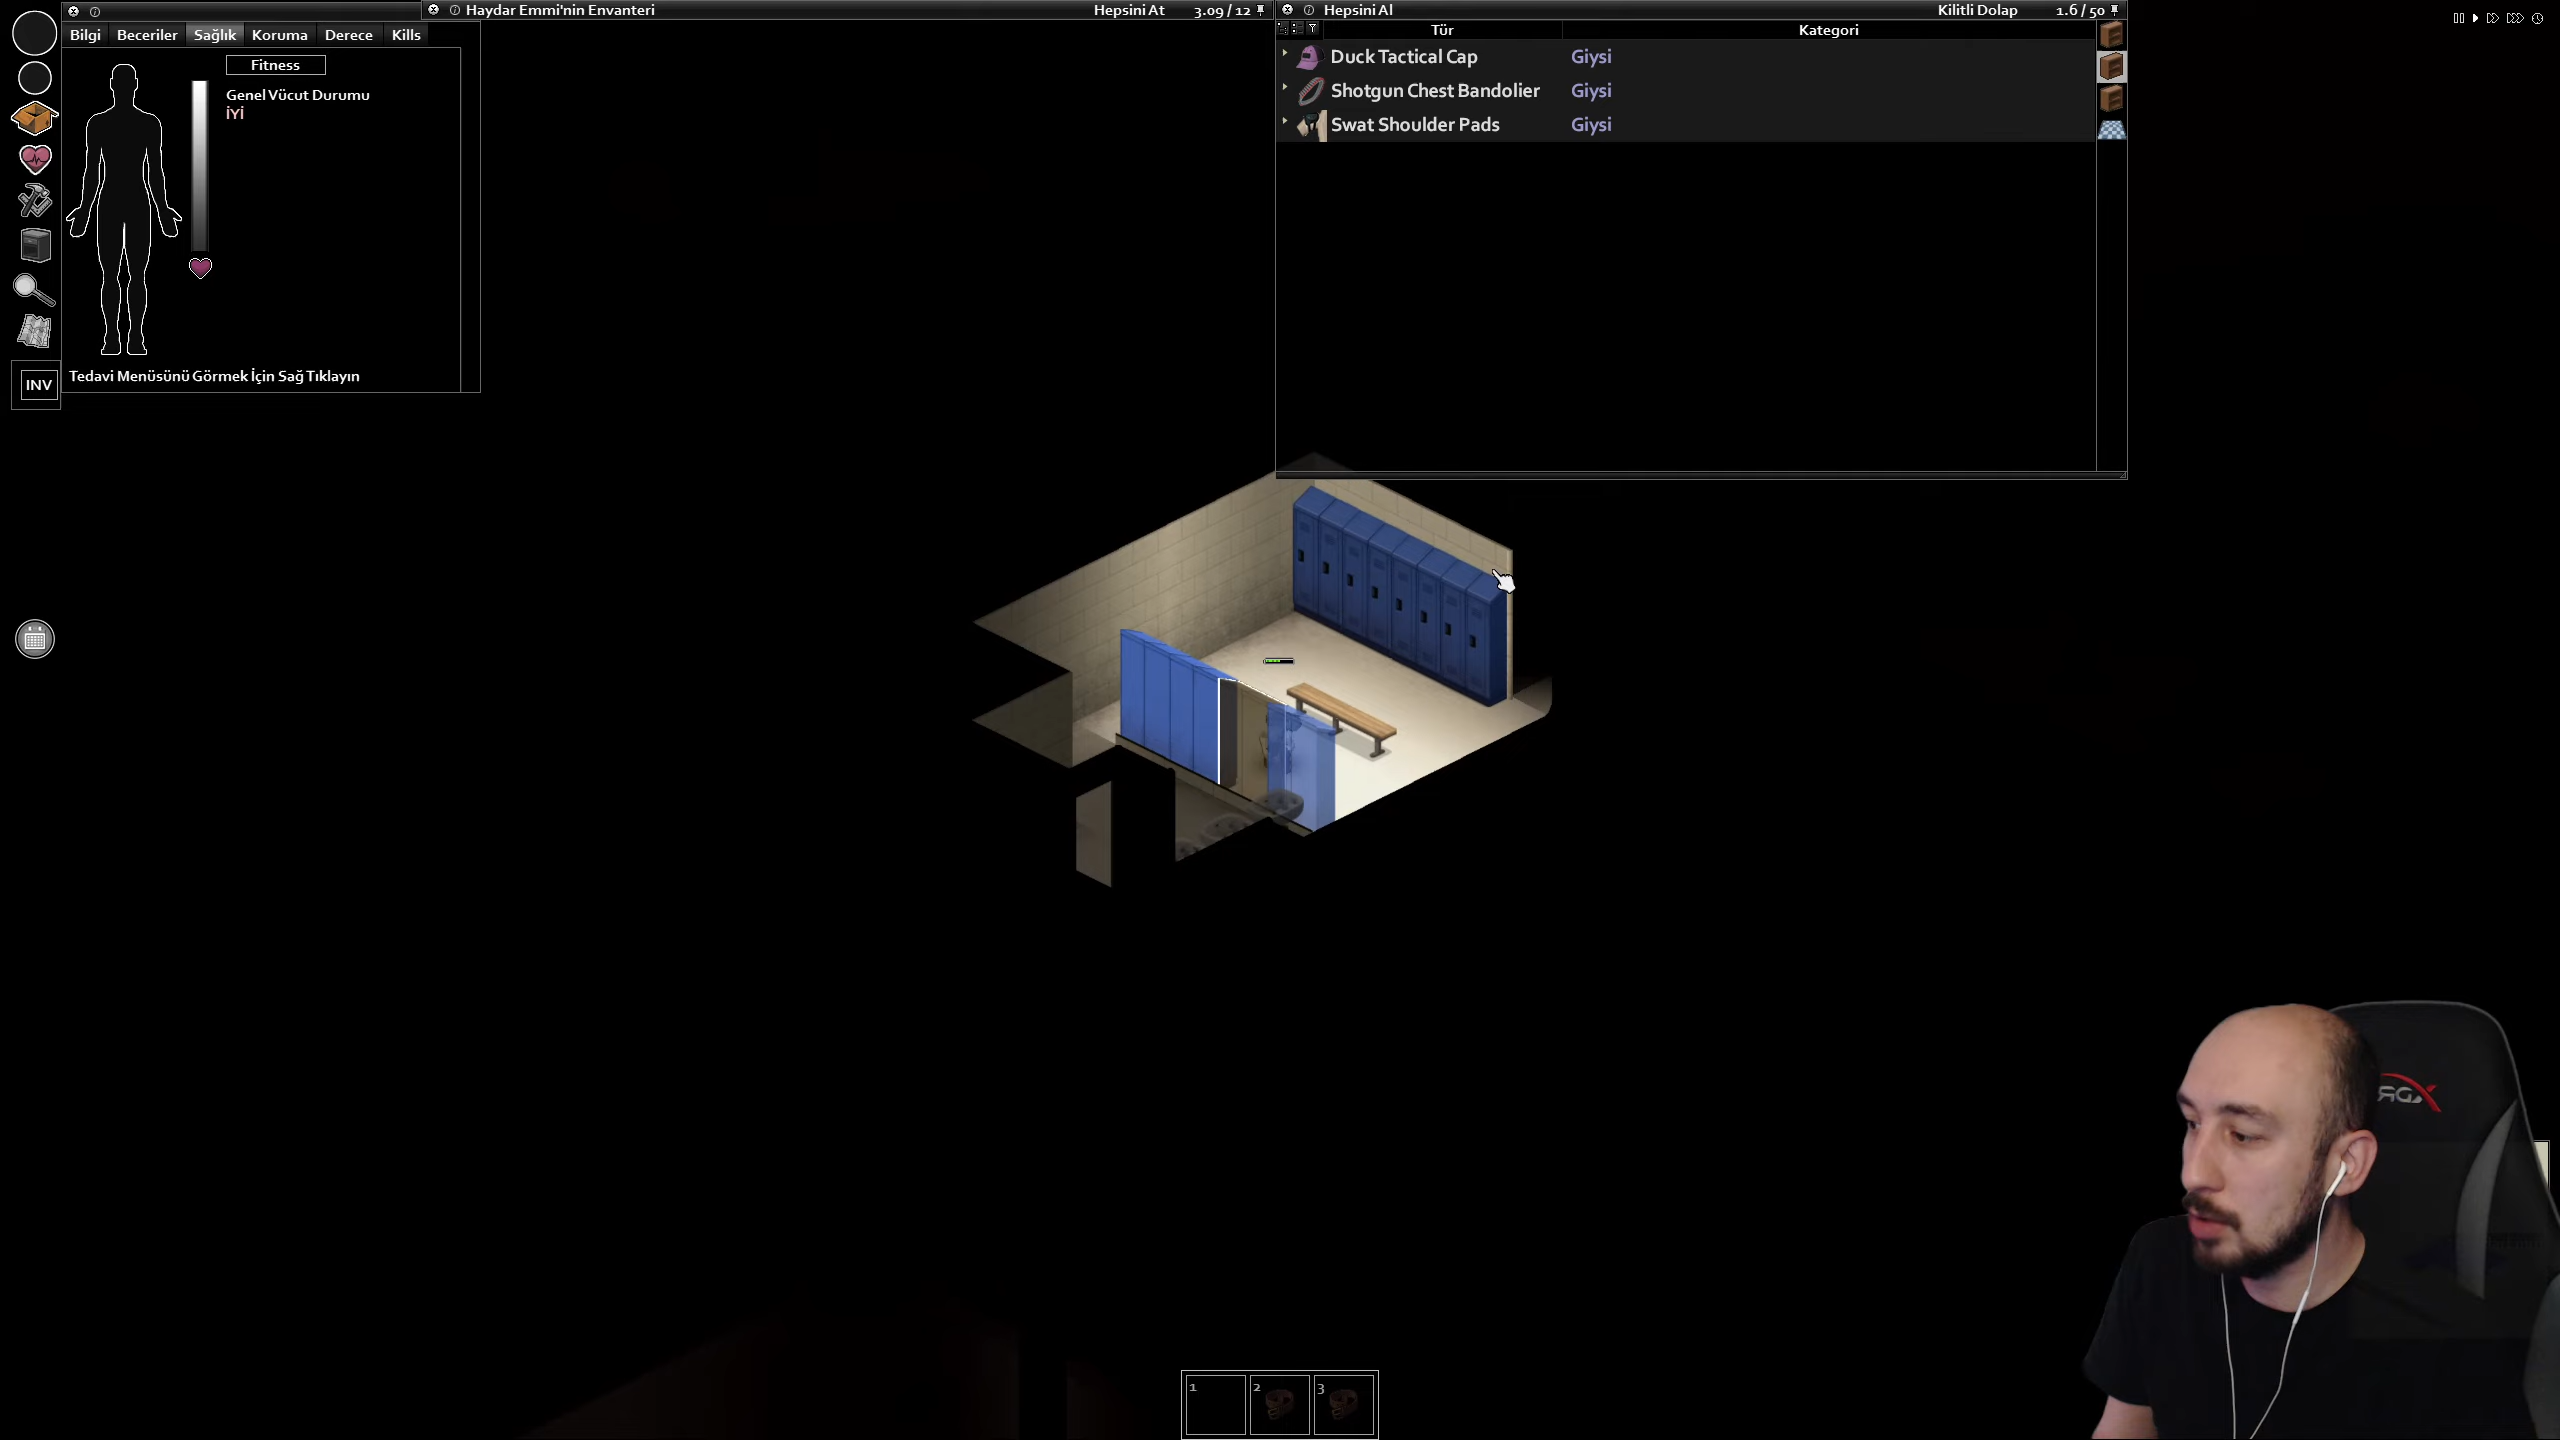 Haydar Emmi'nin Envanteri Hepsini At 3.09 / 12
Hepsini Al Kilitli Dolap 1.6 / 50
Bilgi Beceriler Sağlık Koruma Derece Kills
Tür Kategori
Duck Tactical Cap Giysi
Shotgun Chest Bandolier Giysi
Swat Shoulder Pads Giysi
Fitness
Genel Vücut Durumu
İYİ
Tedavi Menüsünü Görmek İçin Sağ Tıklayın
INV
1 2 3